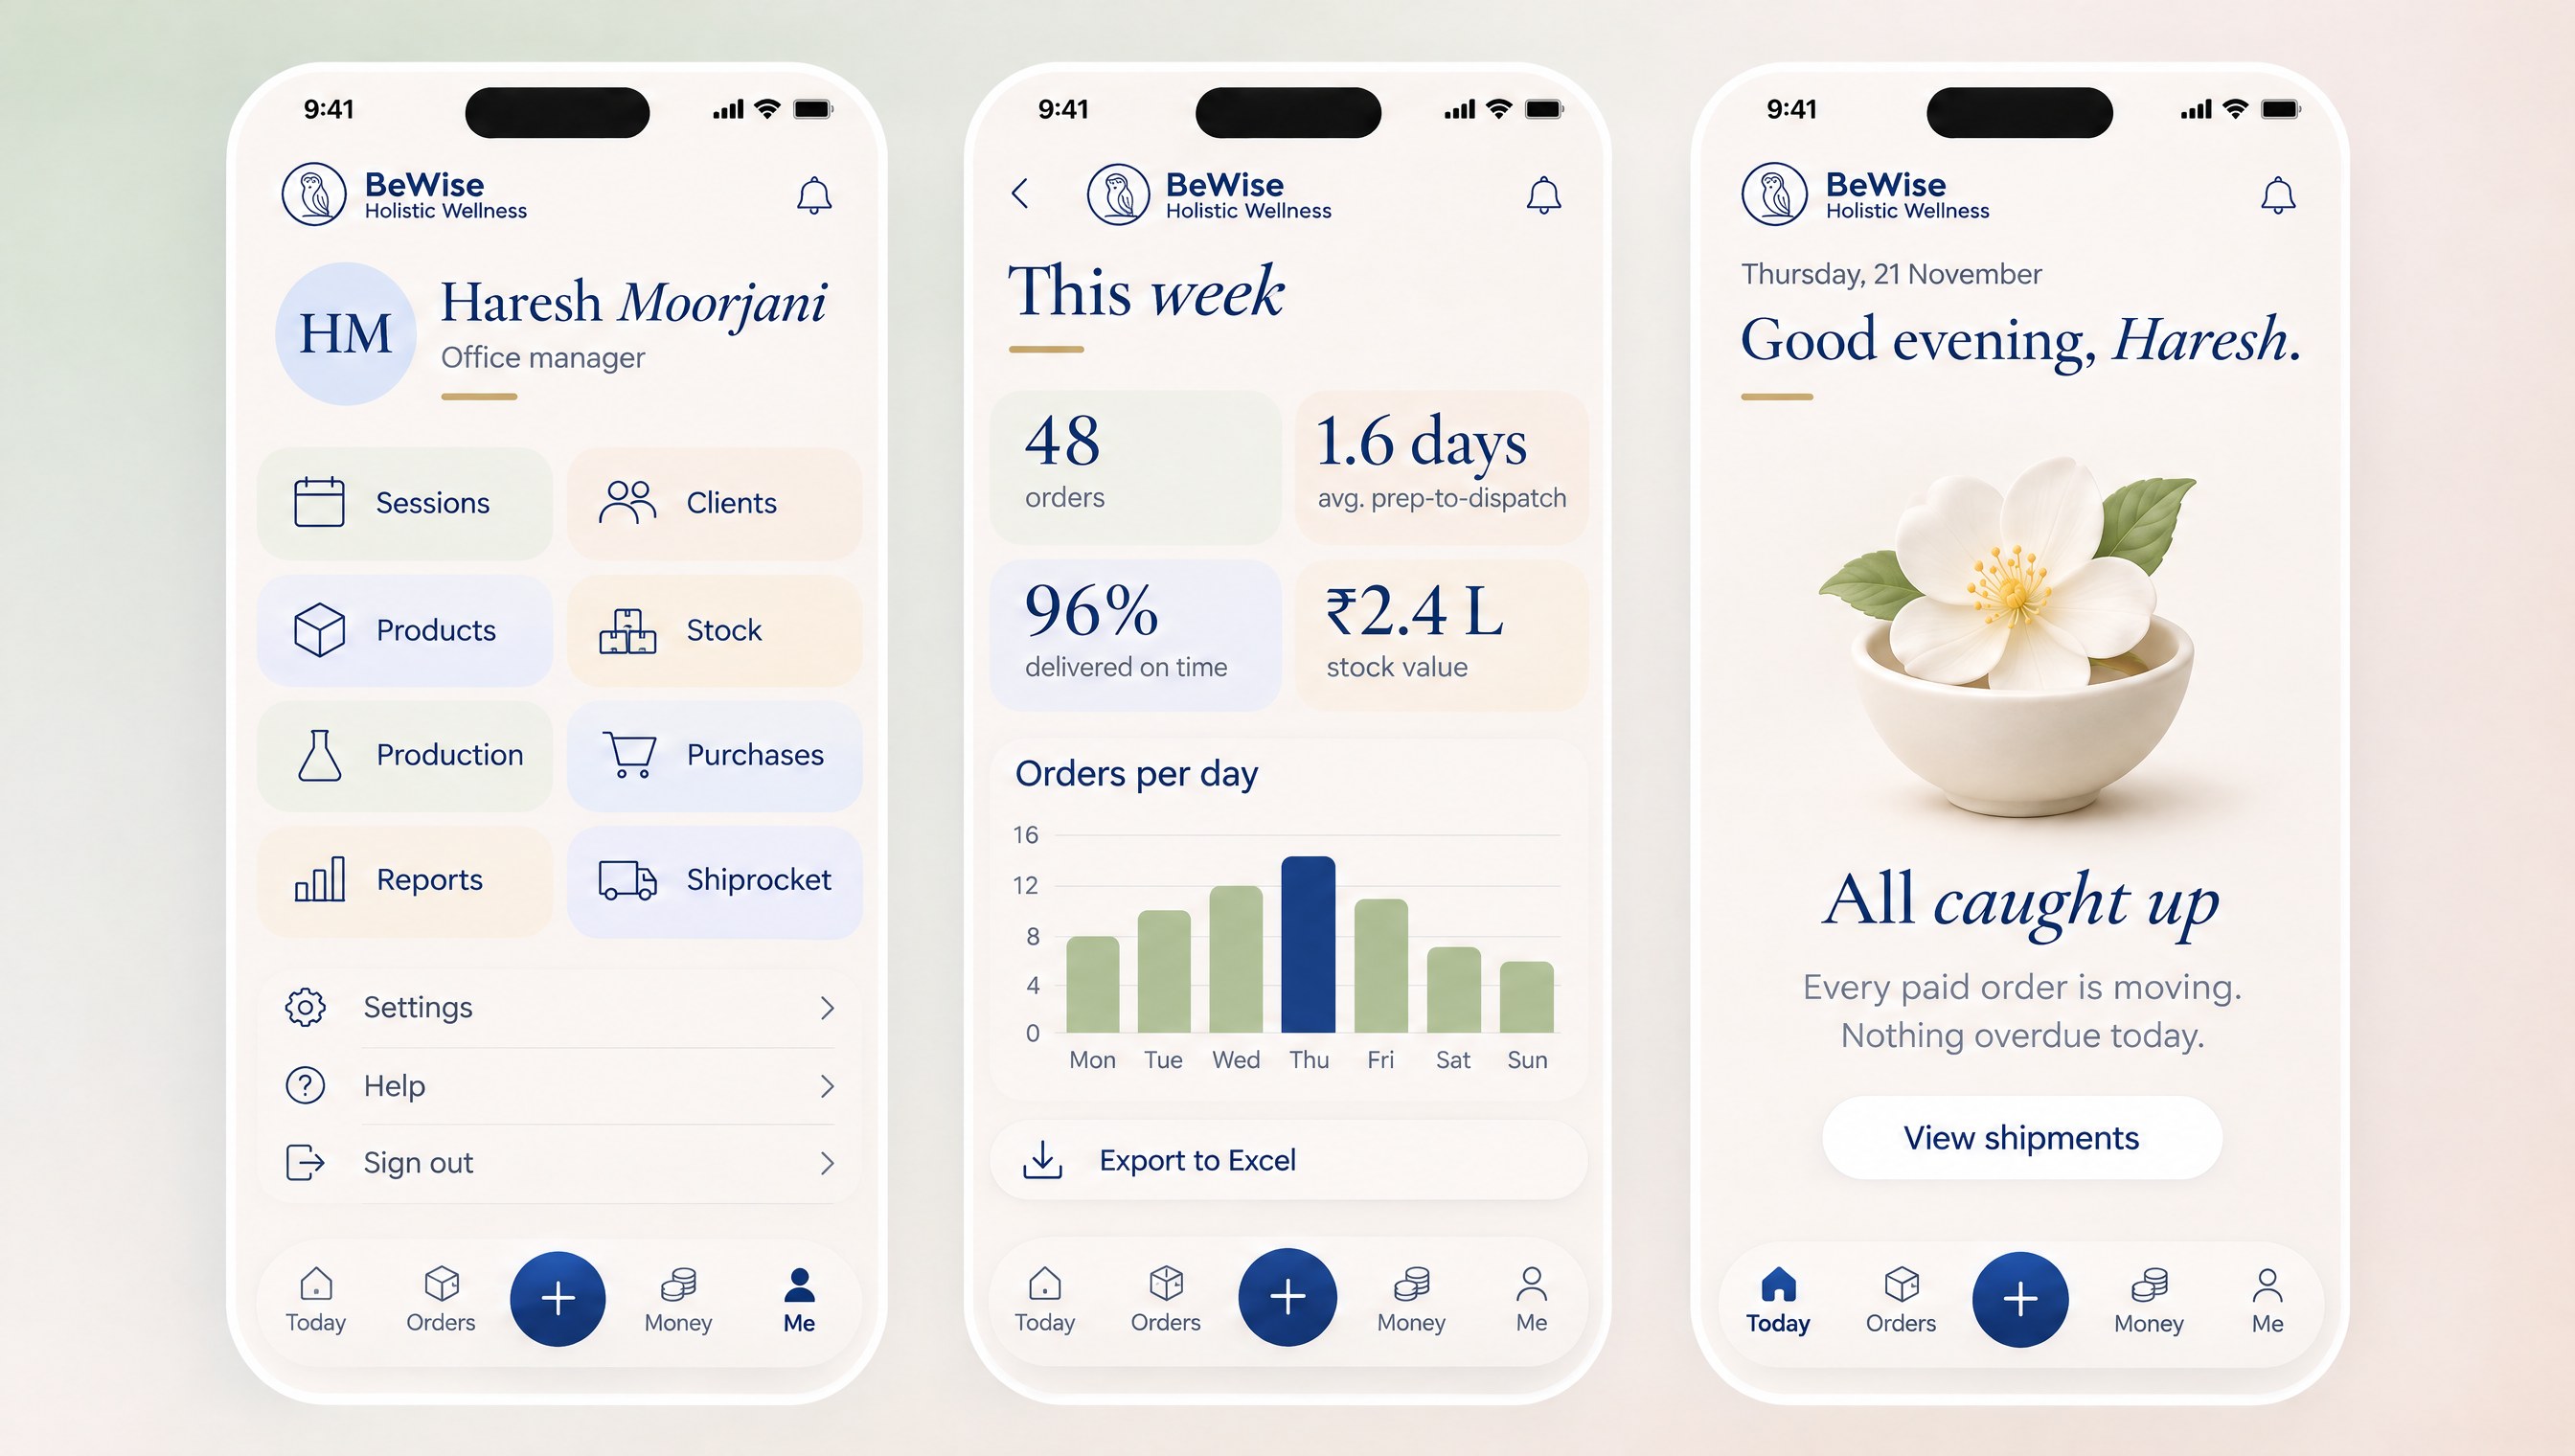 9:41
BeWise
Holistic Wellness
HM
Haresh Moorjani
Office manager
Sessions
Clients
Products
Stock
Production
Purchases
Reports
Shiprocket
Settings
Help
Sign out
Today
Orders
Money
Me
9:41
BeWise
Holistic Wellness
This week
48
orders
1.6 days
avg. prep-to-dispatch
96%
delivered on time
₹2.4 L
stock value
Orders per day
16
12
8
4
0
Mon Tue Wed Thu Fri Sat Sun
Export to Excel
Today
Orders
Money
Me
9:41
BeWise
Holistic Wellness
Thursday, 21 November
Good evening, Haresh.
All caught up
Every paid order is moving.
Nothing overdue today.
View shipments
Today
Orders
Money
Me